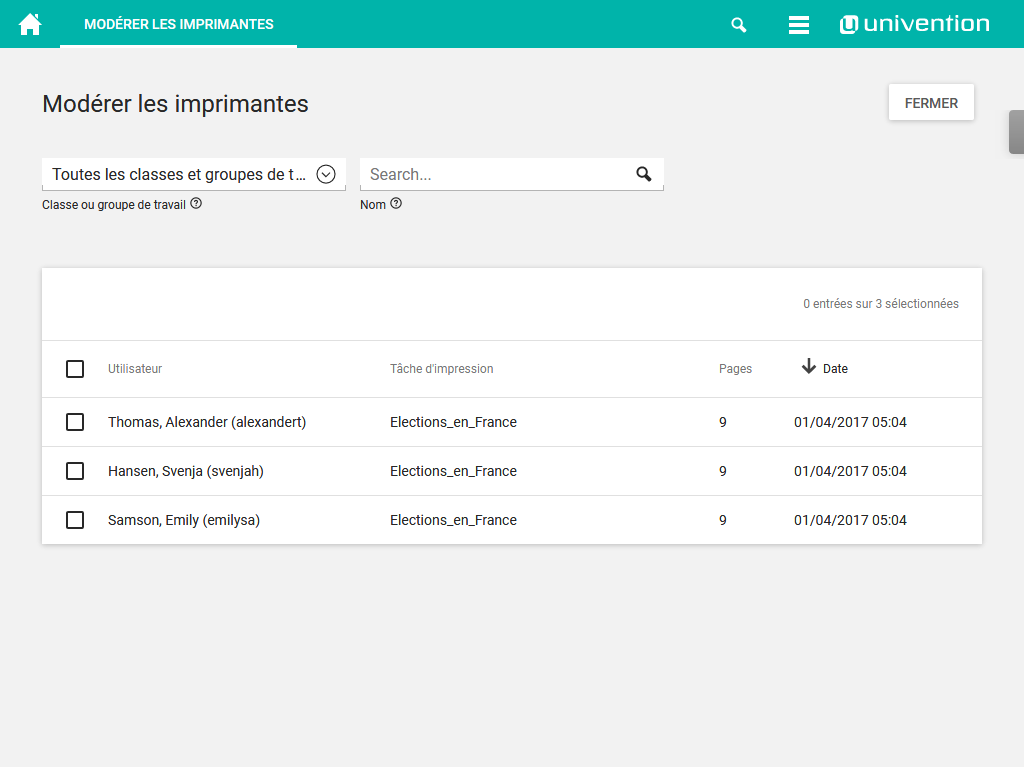 MODÉRER LES IMPRIMANTES
univention
Modérer les imprimantes
FERMER
Toutes les classes et groupes de t...
Search...
Classe ou groupe de travail
Nom
0 entrées sur 3 sélectionnées
Utilisateur Tâche d'impression Pages Date
Thomas, Alexander (alexandert) Elections_en_France 9 01/04/2017 05:04
Hansen, Svenja (svenjah) Elections_en_France 9 01/04/2017 05:04
Samson, Emily (emilysa) Elections_en_France 9 01/04/2017 05:04